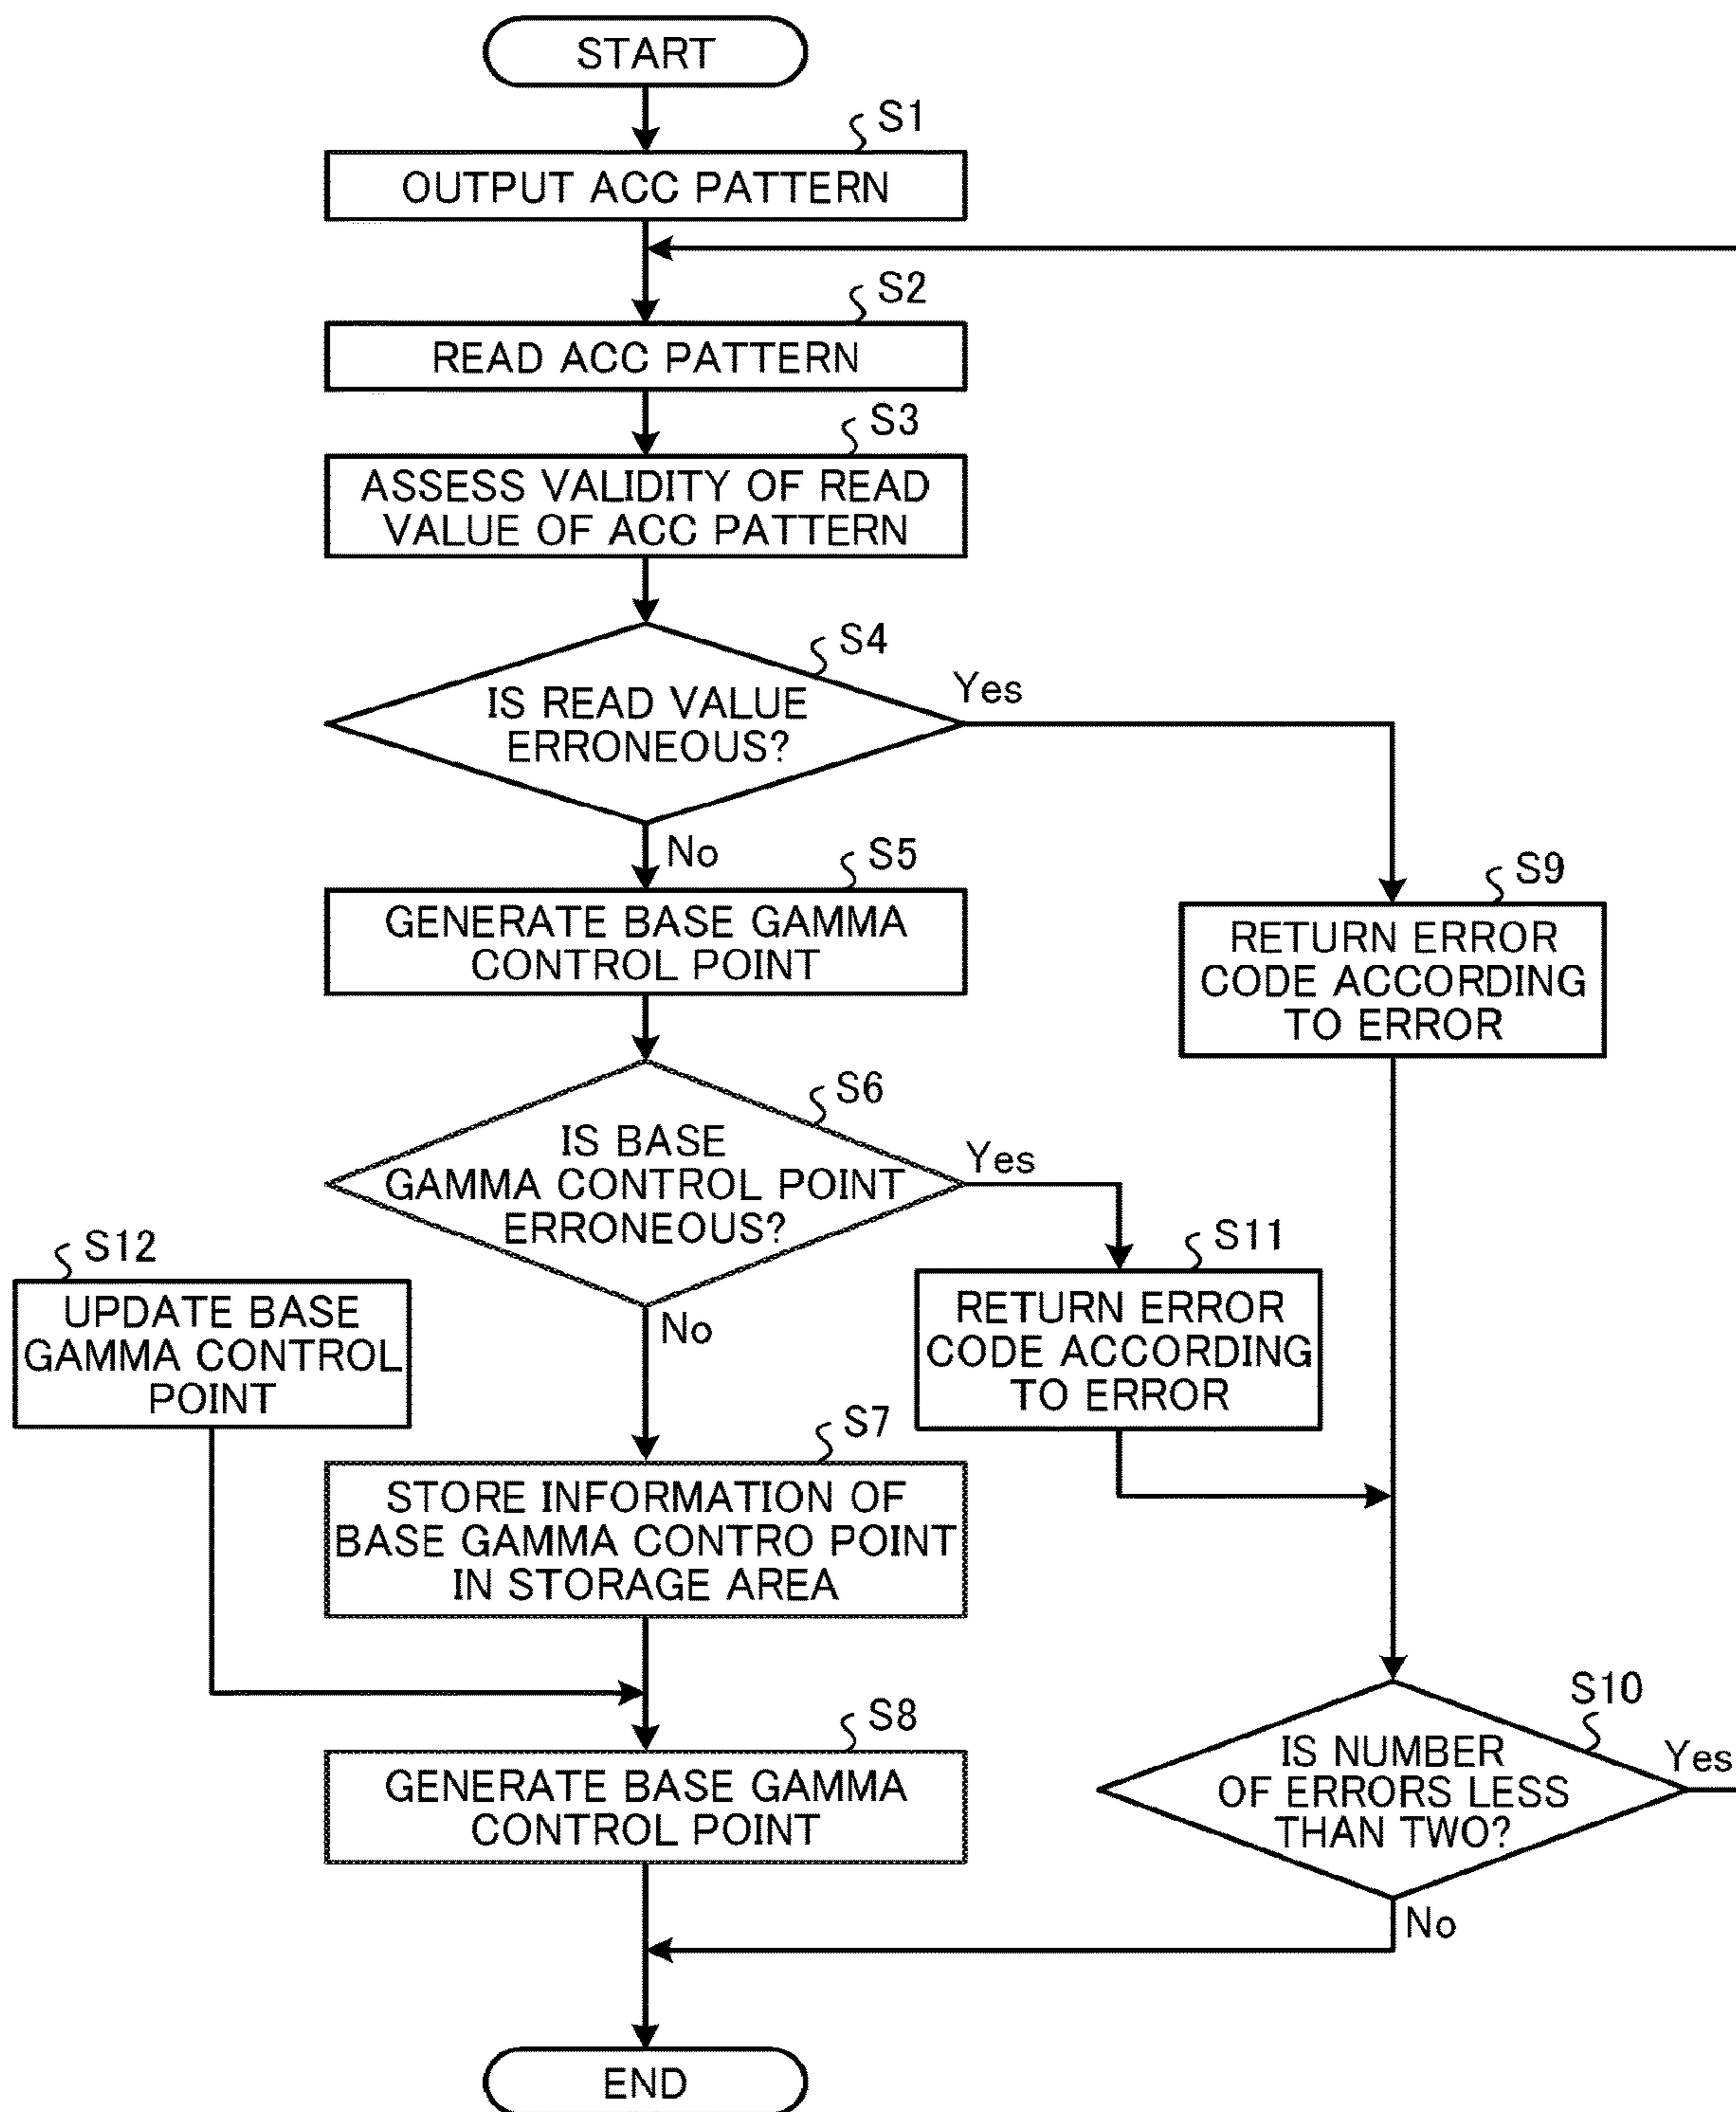 START
S1
OUTPUT ACC PATTERN
S2
READ ACC PATTERN
S3
ASSESS VALIDITY OF READ
VALUE OF ACC PATTERN
S4
IS READ VALUE
ERRONEOUS?
Yes
No
S5
GENERATE BASE GAMMA
CONTROL POINT
S9
RETURN ERROR
CODE ACCORDING
TO ERROR
S6
IS BASE
GAMMA CONTROL POINT
ERRONEOUS?
Yes
No
S12
UPDATE BASE
GAMMA CONTROL
POINT
S11
RETURN ERROR
CODE ACCORDING
TO ERROR
S7
STORE INFORMATION OF
BASE GAMMA CONTRO POINT
IN STORAGE AREA
S8
GENERATE BASE GAMMA
CONTROL POINT
S10
IS NUMBER
OF ERRORS LESS
THAN TWO?
Yes
No
END